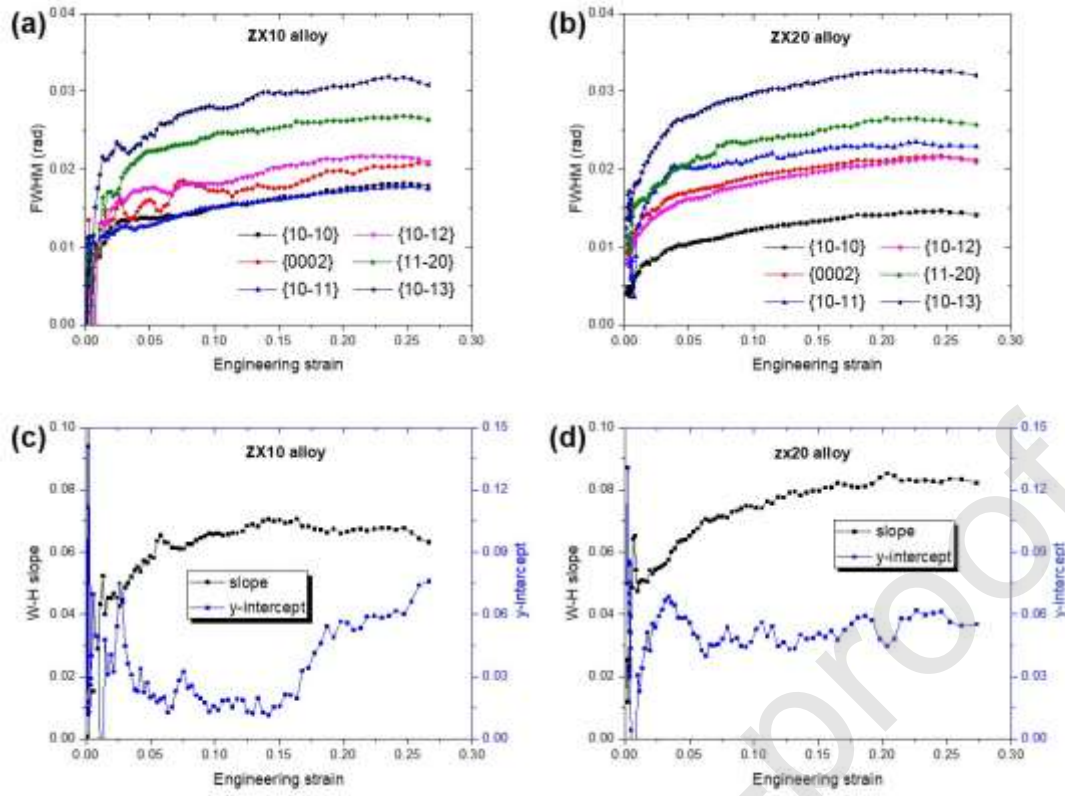 (a)
ZX10 alloy
0.04
0.03
0.02
0.01
0.00
FWHM (rad)
{10-10} {10-12}
{0002} {11-20}
{10-11} {10-13}
0.00 0.05 0.10 0.15 0.20 0.25 0.30
Engineering strain
(b)
ZX20 alloy
0.04
0.03
0.02
0.01
0.00
FWHM (rad)
{10-10} {10-12}
{0002} {11-20}
{10-11} {10-13}
0.00 0.05 0.10 0.15 0.20 0.25 0.30
Engineering strain
(c)
ZX10 alloy
0.10
0.08
0.06
0.04
0.02
0.00
W-H slope
slope
y-intercept
0.15
0.12
0.09
0.06
0.03
0.00
y-intercept
0.00 0.05 0.10 0.15 0.20 0.25 0.30
Engineering strain
(d)
zx20 alloy
0.10
0.08
0.06
0.04
0.02
0.00
W-H slope
slope
y-intercept
0.15
0.12
0.09
0.06
0.03
0.00
y-intercept
0.00 0.05 0.10 0.15 0.20 0.25 0.30
Engineering strain
proof